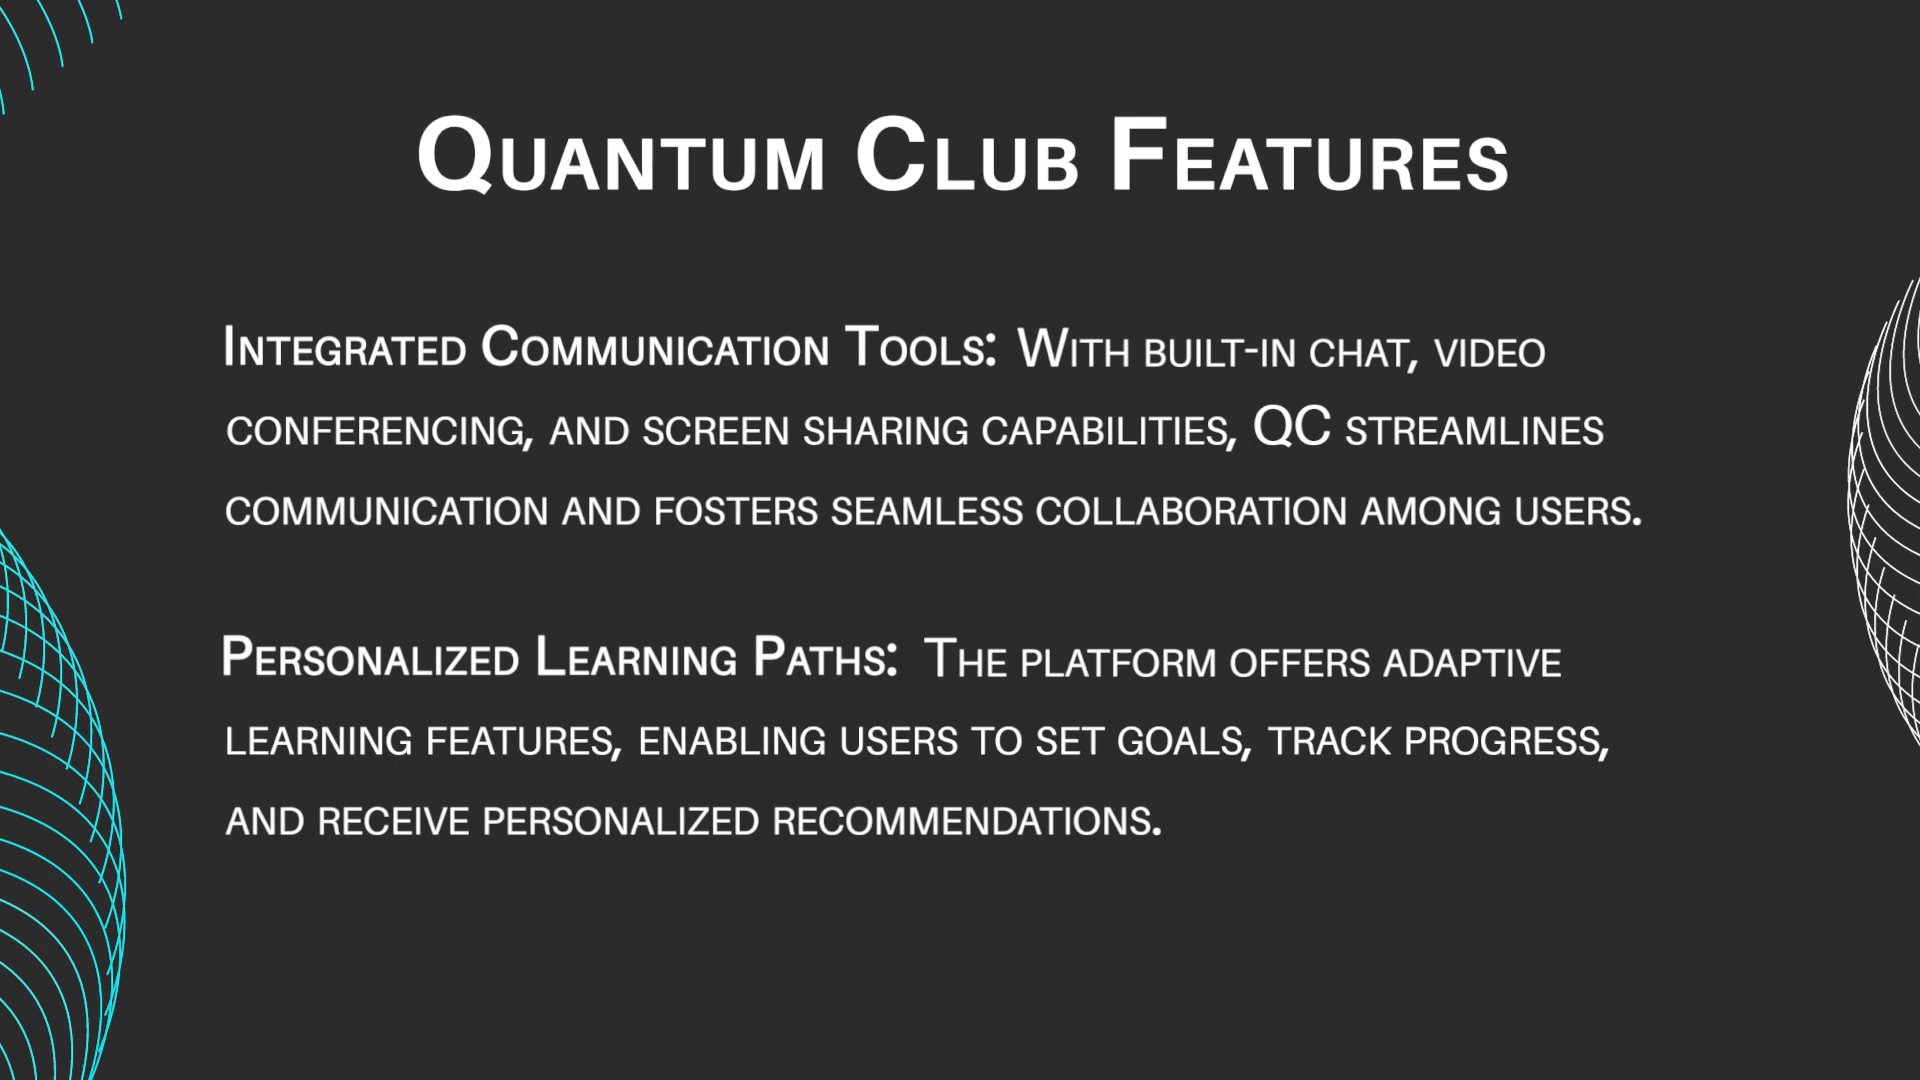 Quantum Club Features
Integrated Communication Tools: With built-in chat, video
conferencing, and screen sharing capabilities, QC streamlines
communication and fosters seamless collaboration among users.
Personalized Learning Paths: The platform offers adaptive
learning features, enabling users to set goals, track progress,
and receive personalized recommendations.